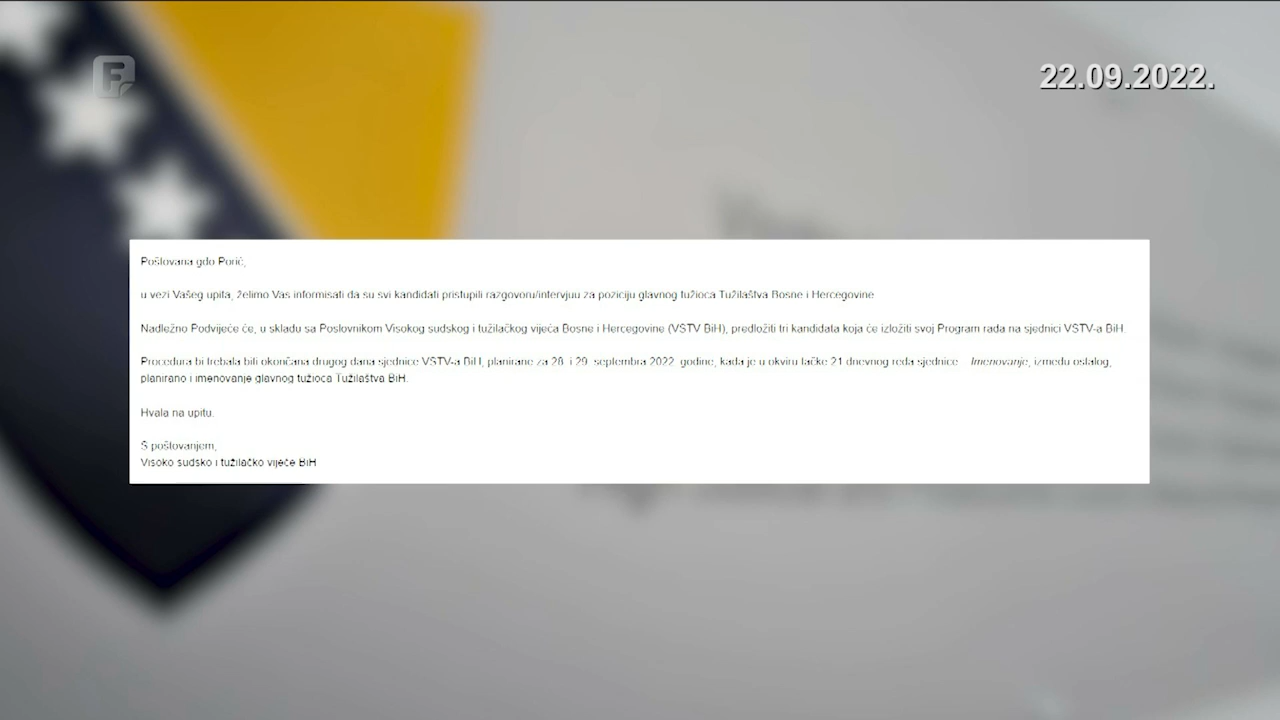 F
22.09.2022.
Poštovana gdo Porić,
u vezi Vašeg upita, želimo Vas informisati da su svi kandidati pristupili razgovoru/intervjuu za poziciju glavnog tužioca Tužilaštva Bosne i Hercegovine
Nadležno Podvijeće će, u skladu sa Poslovnikom Visokog sudskog i tužilačkog vijeća Bosne i Hercegovine (VSTV BiH), predložiti tri kandidata koja će izložiti svoj Program rada na sjednici VSTV-a BiH
Procedura bi trebala biti okončana drugog dana sjednice VSTV-a BiH, planirane za 28 i 29 septembra 2022 godine, kada je u okviru tačke 21 dnevnog reda sjednice Imenovanje, između ostalog,
planirano i imenovanje glavnog tužioca Tužilaštva BiH.
Hvala na upitu.
S poštovanjem,
Visoko sudsko i tužilačko vijeće BiH